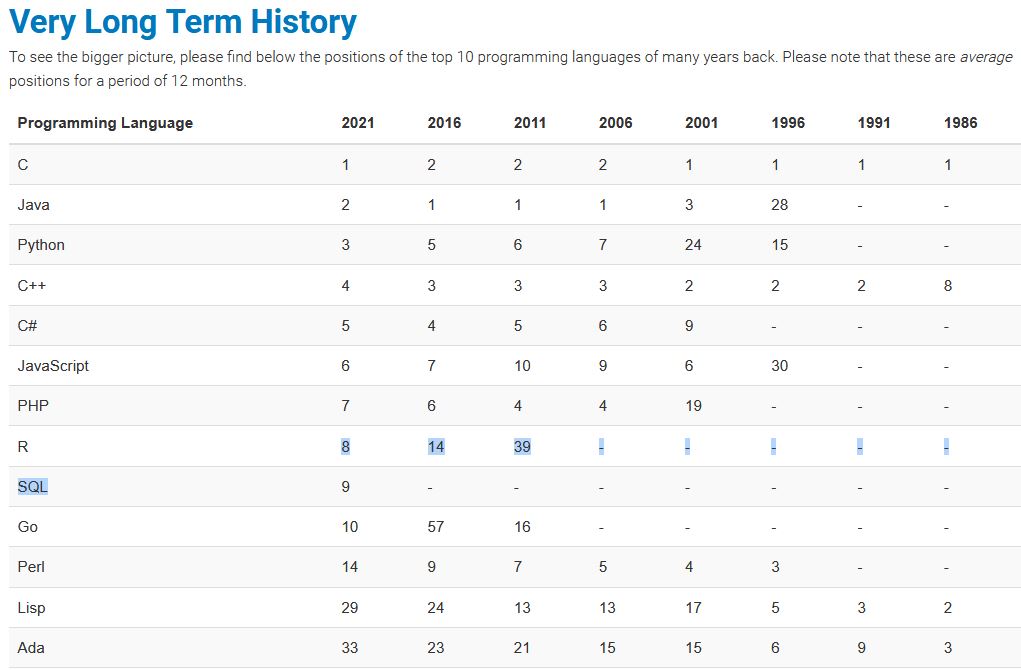 Very Long Term History
To see the bigger picture, please find below the positions of the top 10 programming languages of many years back. Please note that these are average
positions for a period of 12 months.
Programming Language 2021 2016 2011 2006 2001 1996 1991 1986
C 1 2 2 2 1 1 1 1
Java 2 1 1 1 3 28 - -
Python 3 5 6 7 24 15 - -
C++ 4 3 3 3 2 2 2 8
C# 5 4 5 6 9 - - -
JavaScript 6 7 10 9 6 30 - -
PHP 7 6 4 4 19 - - -
R 8 14 39 - - - - -
SQL 9 - - - - - - -
Go 10 57 16 - - - - -
Perl 14 9 7 5 4 3 - -
Lisp 29 24 13 13 17 5 3 2
Ada 33 23 21 15 15 6 9 3